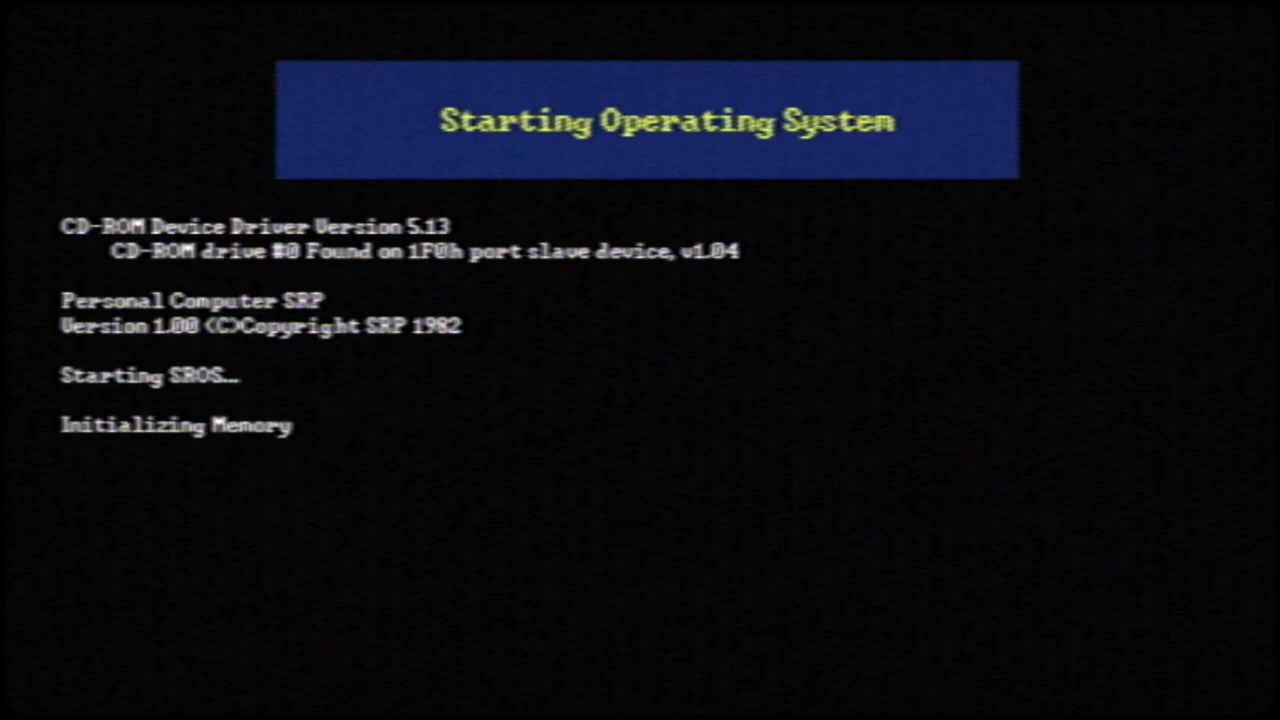 Starting Operating System
CD-ROM Device Driver Version 5.13
CD-ROM drive #0 Found on 1F0h port slave device, v1.04
Personal Computer SRP
Version 1.00 (C)Copyright SRP 1982
Starting SROS...
Initializing Memory